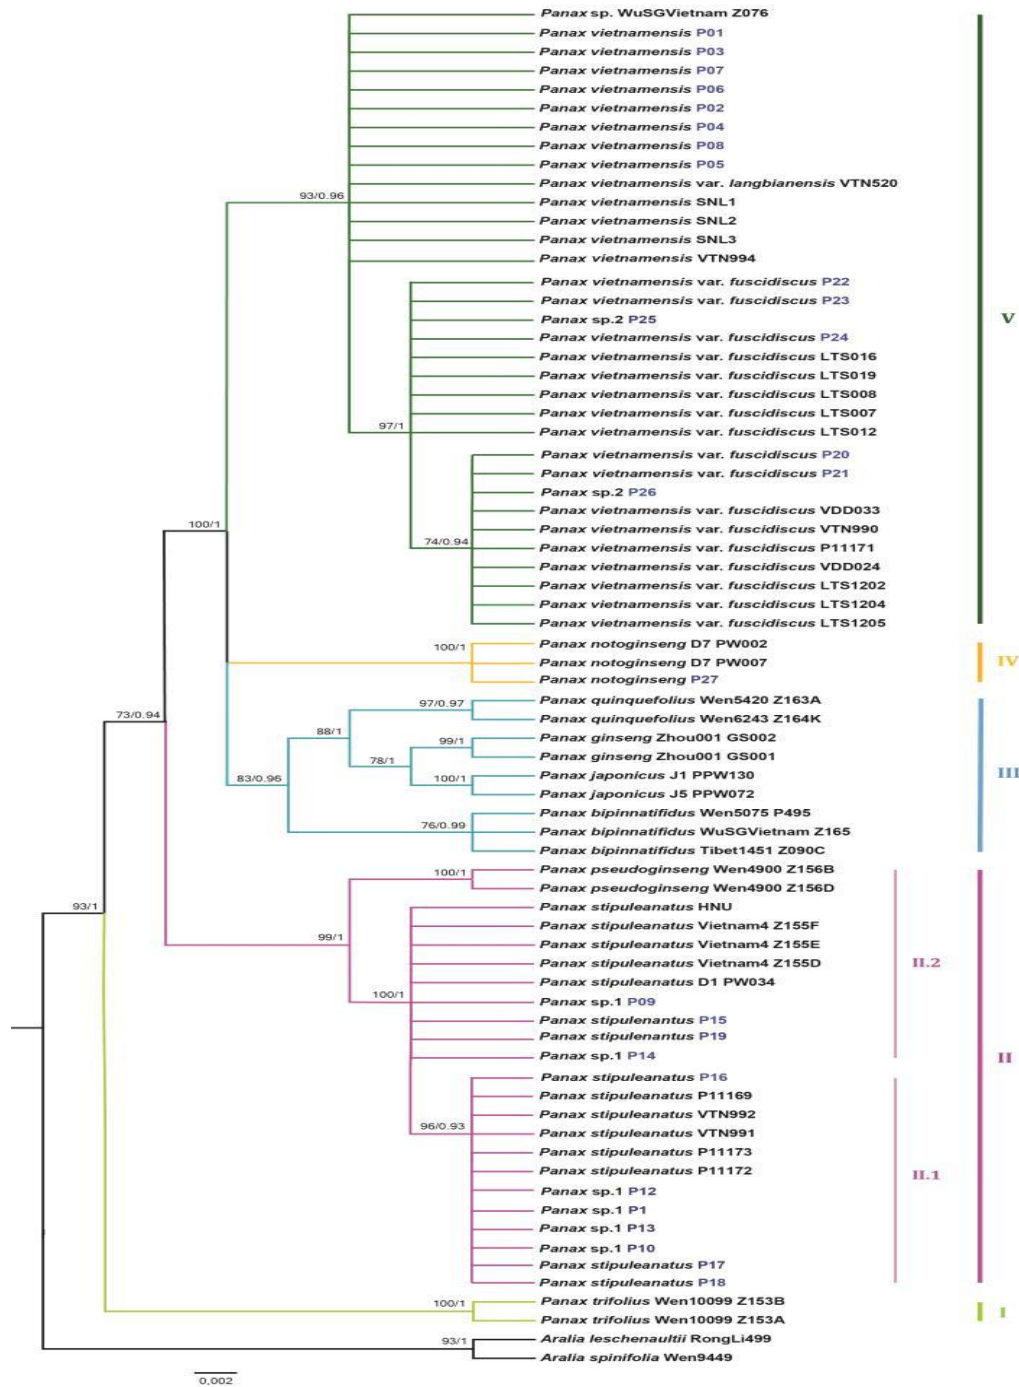 Panax sp. WuSGVietnam Z076
Panax vietnamensis P01
Panax vietnamensis P03
Panax vietnamensis P07
Panax vietnamensis P06
Panax vietnamensis P02
Panax vietnamensis P04
Panax vietnamensis P08
Panax vietnamensis P05
93/0.96
Panax vietnamensis var. langbianensis VTN520
Panax vietnamensis SNL1
Panax vietnamensis SNL2
Panax vietnamensis SNL3
Panax vietnamensis VTN994
Panax vietnamensis var. fuscidiscus P22
Panax vietnamensis var. fuscidiscus P23
Panax sp.2 P25
V
Panax vietnamensis var. fuscidiscus P24
Panax vietnamensis var. fuscidiscus LTS016
Panax vietnamensis var. fuscidiscus LTS019
Panax vietnamensis var. fuscidiscus LTS008
Panax vietnamensis var. fuscidiscus LTS007
97/1
Panax vietnamensis var. fuscidiscus LTS012
Panax vietnamensis var. fuscidiscus P20
Panax vietnamensis var. fuscidiscus P21
Panax sp.2 P26
Panax vietnamensis var. fuscidiscus VDD033
100/1
Panax vietnamensis var. fuscidiscus VTN990
74/0.94
Panax vietnamensis var. fuscidiscus P11171
Panax vietnamensis var. fuscidiscus VDD024
Panax vietnamensis var. fuscidiscus LTS1202
Panax vietnamensis var. fuscidiscus LTS1204
Panax vietnamensis var. fuscidiscus LTS1205
100/1
Panax notoginseng D7 PW002
Panax notoginseng D7 PW007
IV
Panax notoginseng P27
97/0.97
Panax quinquefolius Wen5420 Z163A
73/0.94
Panax quinquefolius Wen6243 Z164K
88/1
99/1
Panax ginseng Zhou001 GS002
78/1
Panax ginseng Zhou001 GS001
83/0.96
100/1
Panax japonicus J1 PPW130
III
Panax japonicus J5 PPW072
Panax bipinnatifidus Wen5075 P495
76/0.99
Panax bipinnatifidus WuSGVietnam Z165
Panax bipinnatifidus Tibet1451 Z090C
100/1
Panax pseudoginseng Wen4900 Z156B
Panax pseudoginseng Wen4900 Z156D
93/1
Panax stipuleanatus HNU
Panax stipuleanatus Vietnam4 Z155F
99/1
Panax stipuleanatus Vietnam4 Z155E
Panax stipuleanatus Vietnam4 Z155D
II.2
Panax stipuleanatus D1 PW034
100/1
Panax sp.1 P09
Panax stipulenantus P15
Panax stipulenantus P19
Panax sp.1 P14
II
Panax stipuleanatus P16
Panax stipuleanatus P11169
Panax stipuleanatus VTN992
96/0.93
Panax stipuleanatus VTN991
Panax stipuleanatus P11173
Panax stipuleanatus P11172
II.1
Panax sp.1 P12
Panax sp.1 P1
Panax sp.1 P13
Panax sp.1 P10
Panax stipuleanatus P17
Panax stipuleanatus P18
100/1
Panax trifolius Wen10099 Z153B
I
Panax trifolius Wen10099 Z153A
93/1
Aralia leschenaultii RongLi499
Aralia spinifolia Wen9449
0,002